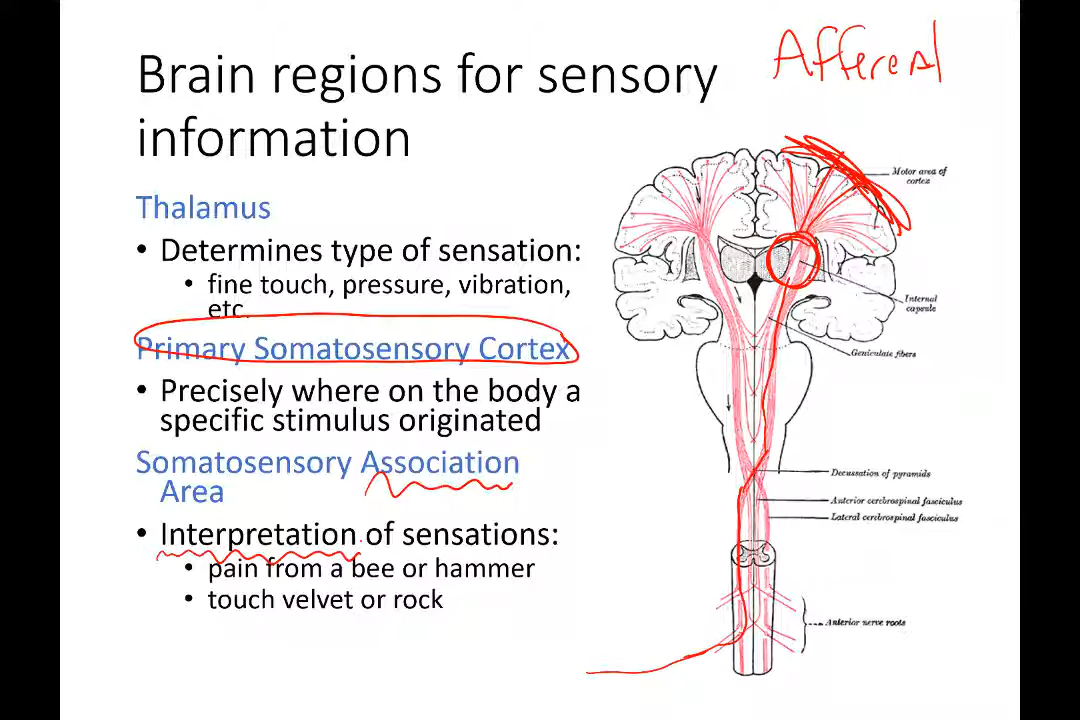 Brain regions for sensory
information
Afferent
Thalamus
• Determines type of sensation:
• fine touch, pressure, vibration,
etc.
Primary Somatosensory Cortex
• Precisely where on the body a
specific stimulus originated
Somatosensory Association
Area
• Interpretation of sensations:
• pain from a bee or hammer
• touch velvet or rock
Motor area of
cortex
Internal
capsule
Geniculate fibers
Decussation of pyramids
Anterior cerebrospinal fasciculus
Lateral cerebrospinal fasciculus
Anterior nerve roots